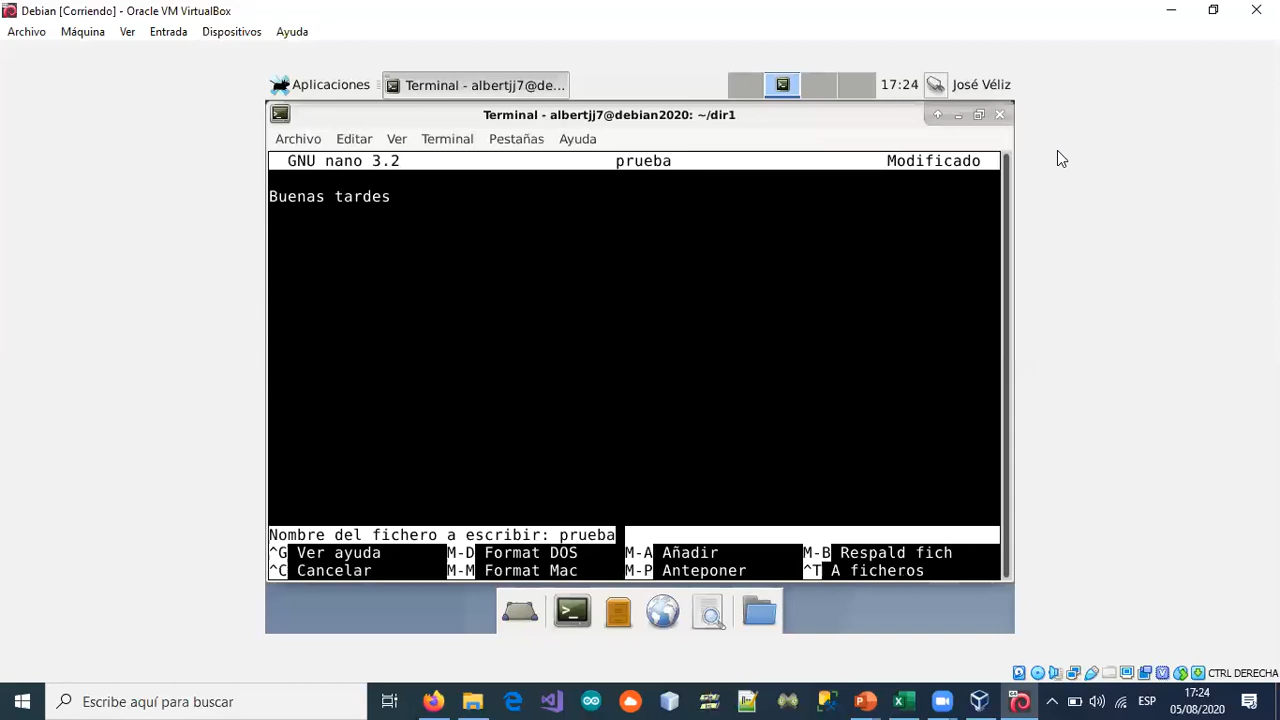 Debian [Corriendo] - Oracle VM VirtualBox
Archivo Máquina Ver Entrada Dispositivos Ayuda
Aplicaciones Terminal - albertjj7@de... 17:24 José Véliz
Terminal - albertjj7@debian2020: ~/dir1
Archivo Editar Ver Terminal Pestañas Ayuda
GNU nano 3.2 prueba Modificado
Buenas tardes
Nombre del fichero a escribir: prueba
^G Ver ayuda M-D Format DOS M-A Añadir M-B Respald fich
^C Cancelar M-M Format Mac M-P Anteponer ^T A ficheros
CTRL DERECHA
Escribe aquí para buscar
ESP
17:24
05/08/2020